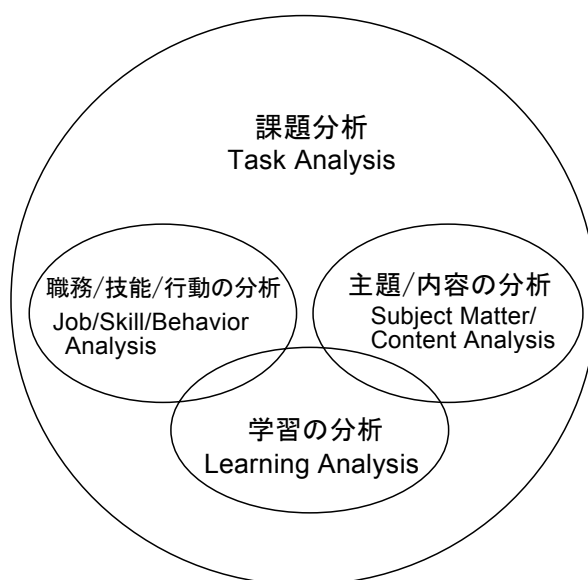 課題分析
Task Analysis
職務/技能/行動の分析
Job/Skill/Behavior
Analysis
主題/内容の分析
Subject Matter/
Content Analysis
学習の分析
Learning Analysis